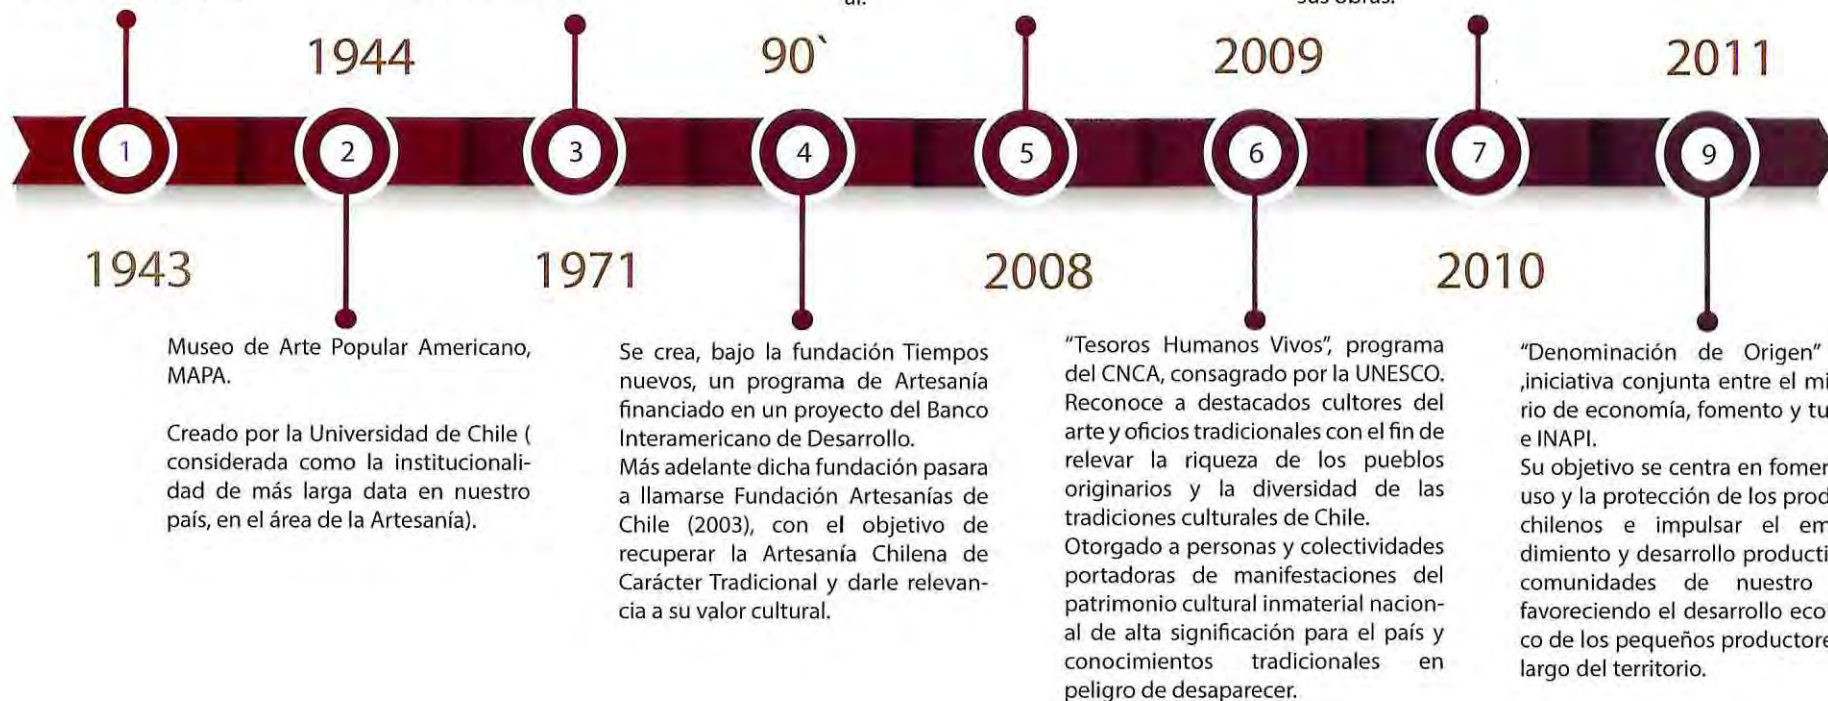 al.
sus obras.
1944
90`
2009
2011
1
2
3
4
5
6
7
9
1943
1971
2008
2010
Museo de Arte Popular Americano,
MAPA.
Creado por la Universidad de Chile (
considerada como la institucionali-
dad de más larga data en nuestro
país, en el área de la Artesanía).
Se crea, bajo la fundación Tiempos
nuevos, un programa de Artesanía
financiado en un proyecto del Banco
Interamericano de Desarrollo.
Más adelante dicha fundación pasara
a llamarse Fundación Artesanías de
Chile (2003), con el objetivo de
recuperar la Artesanía Chilena de
Carácter Tradicional y darle relevan-
cia a su valor cultural.
"Tesoros Humanos Vivos", programa
del CNCA, consagrado por la UNESCO.
Reconoce a destacados cultores del
arte y oficios tradicionales con el fin de
relevar la riqueza de los pueblos
originarios y la diversidad de las
tradiciones culturales de Chile.
Otorgado a personas y colectividades
portadoras de manifestaciones del
patrimonio cultural inmaterial nacion-
al de alta significación para el país y
conocimientos tradicionales en
peligro de desaparecer.
"Denominación de Origen"
,iniciativa conjunta entre el mi
rio de economía, fomento y tu
e INAPI.
Su objetivo se centra en fomer
uso y la protección de los prod
chilenos e impulsar el em
dimiento y desarrollo producti
comunidades de nuestro
favoreciendo el desarrollo eco
co de los pequeños productore
largo del territorio.